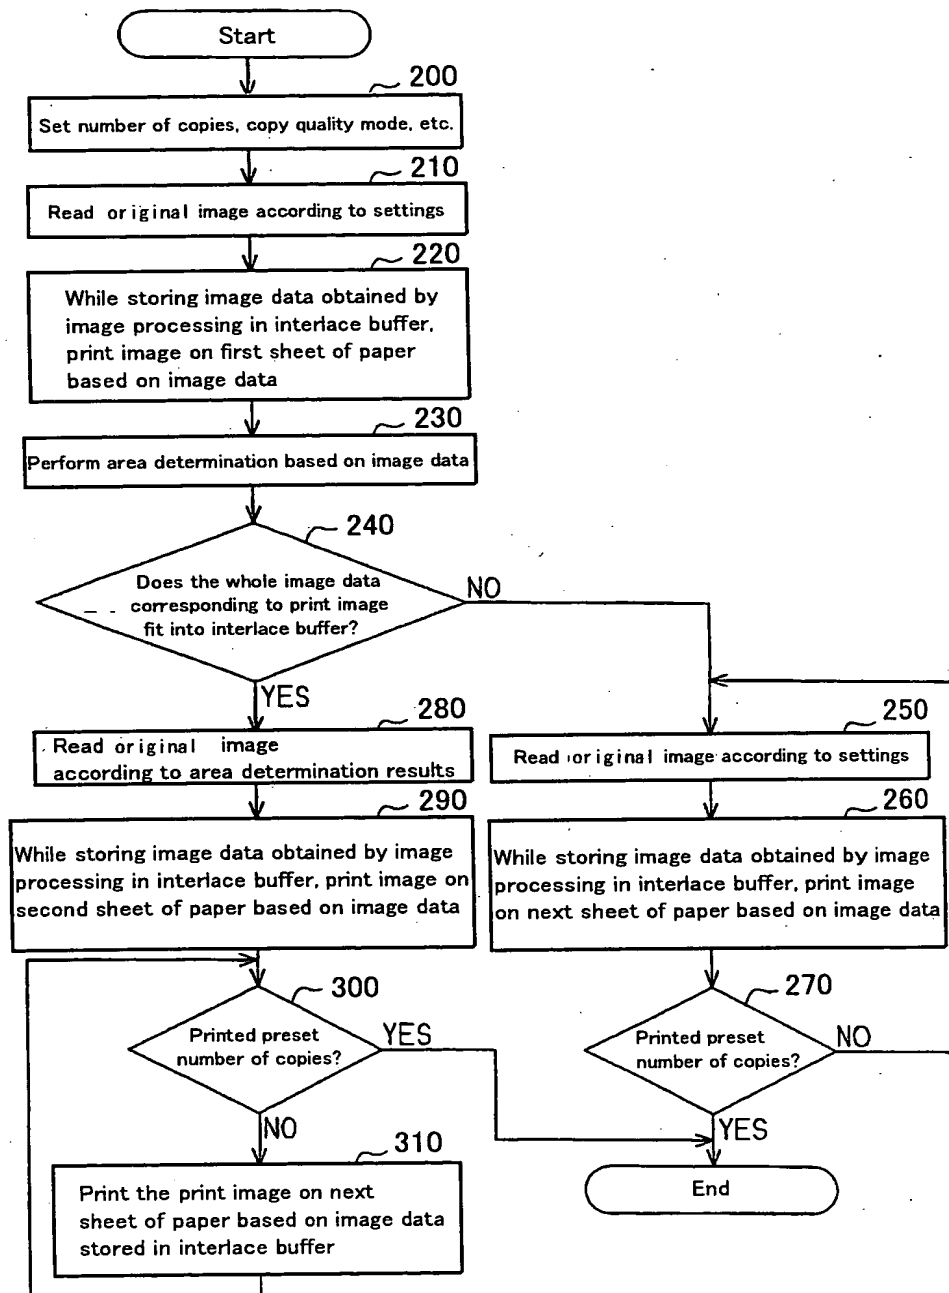 Start
200
Set number of copies, copy quality mode, etc.
210
Read original image according to settings
220
While storing image data obtained by
image processing in interlace buffer,
print image on first sheet of paper
based on image data
230
Perform area determination based on image data
240
Does the whole image data
corresponding to print image
fit into interlace buffer?
NO
YES
280
Read original image
according to area determination results
290
While storing image data obtained by image
processing in interlace buffer, print image on
second sheet of paper based on image data
300
Printed preset
number of copies?
YES
NO
310
Print the print image on next
sheet of paper based on image data
stored in interlace buffer
250
Read original image according to settings
260
While storing image data obtained by image
processing in interlace buffer, print image
on next sheet of paper based on image data
270
Printed preset
number of copies?
NO
YES
End